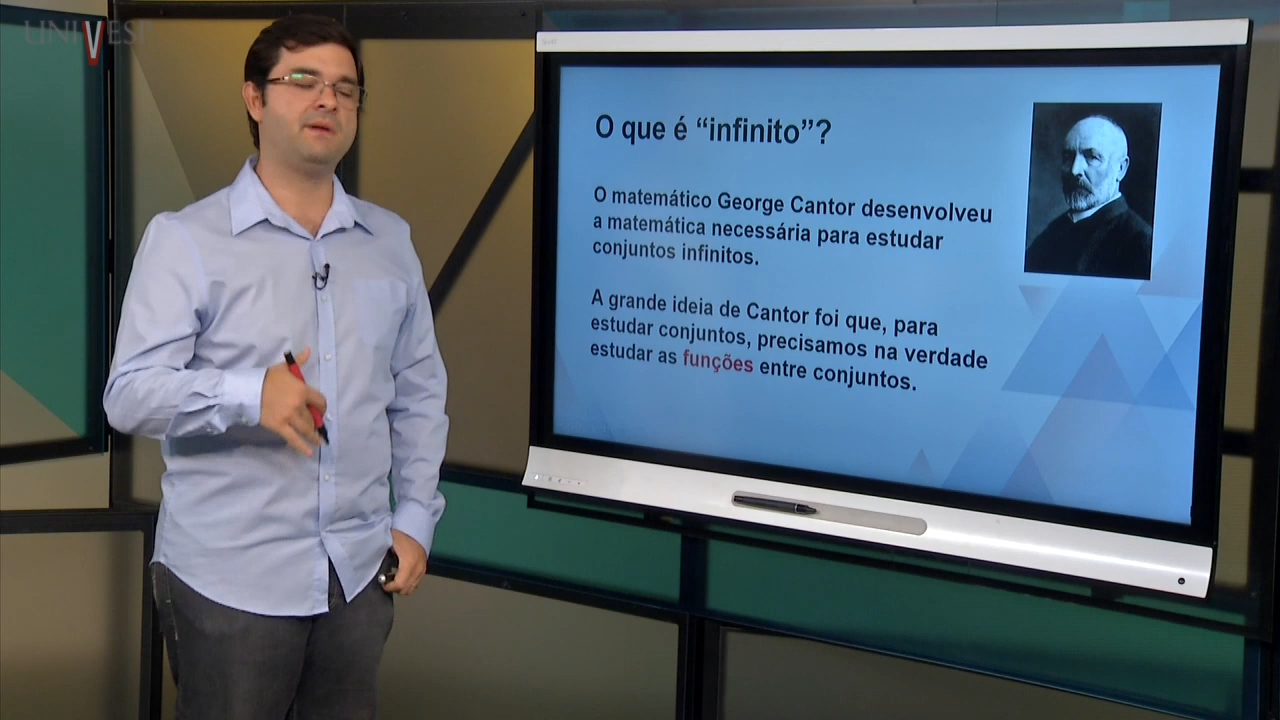 UNIVESP
O que é “infinito”?
O matemático George Cantor desenvolveu
a matemática necessária para estudar
conjuntos infinitos.
A grande ideia de Cantor foi que, para
estudar conjuntos, precisamos na verdade
estudar as funções entre conjuntos.